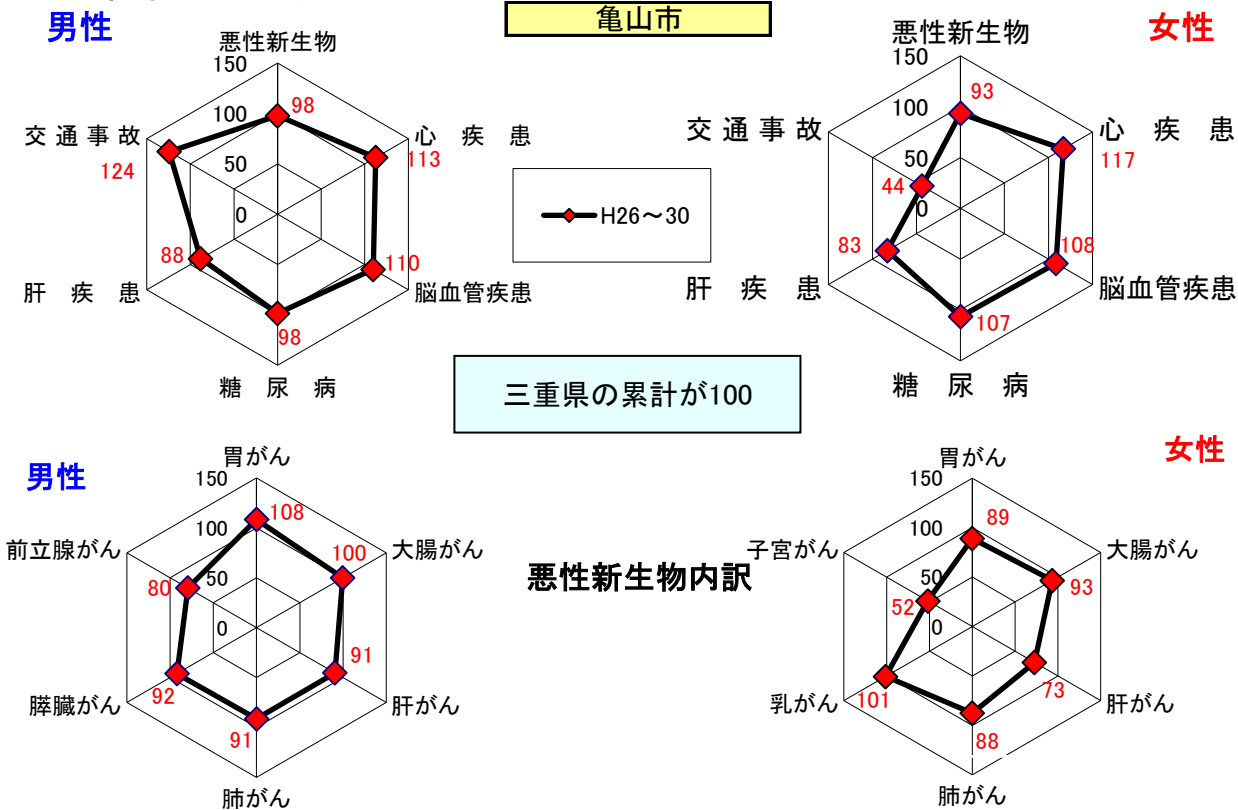 亀山市
男性
悪性新生物
150
100
50
0
98
心 疾 患
113
110
脳血管疾患
98
糖 尿 病
88
肝 疾 患
交 通 事 故
124
H26～30
女性
悪性新生物
150
100
50
0
93
心 疾 患
117
108
脳血管疾患
107
糖 尿 病
83
肝 疾 患
交 通 事 故
44
三重県の累計が100
男性
胃がん
150
100
50
0
108
大腸がん
100
91
肝がん
91
肺がん
92
膵臓がん
前立腺がん
80
悪性新生物内訳
女性
胃がん
150
100
50
0
89
大腸がん
93
73
肝がん
88
肺がん
101
乳がん
子宮がん
52